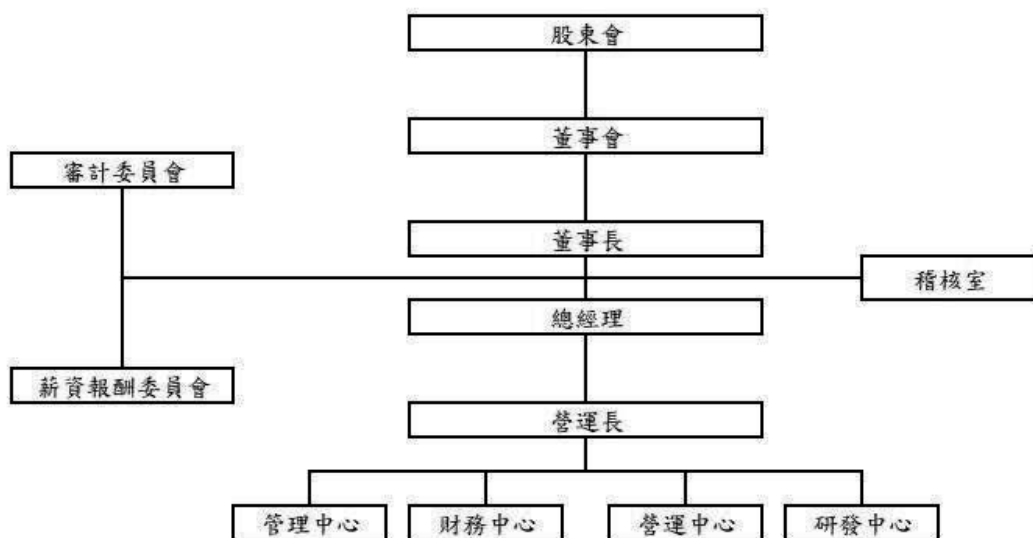 股東會
董事會
審計委員會
董事長
稽核室
總經理
薪資報酬委員會
營運長
管理中心
財務中心
營運中心
研發中心